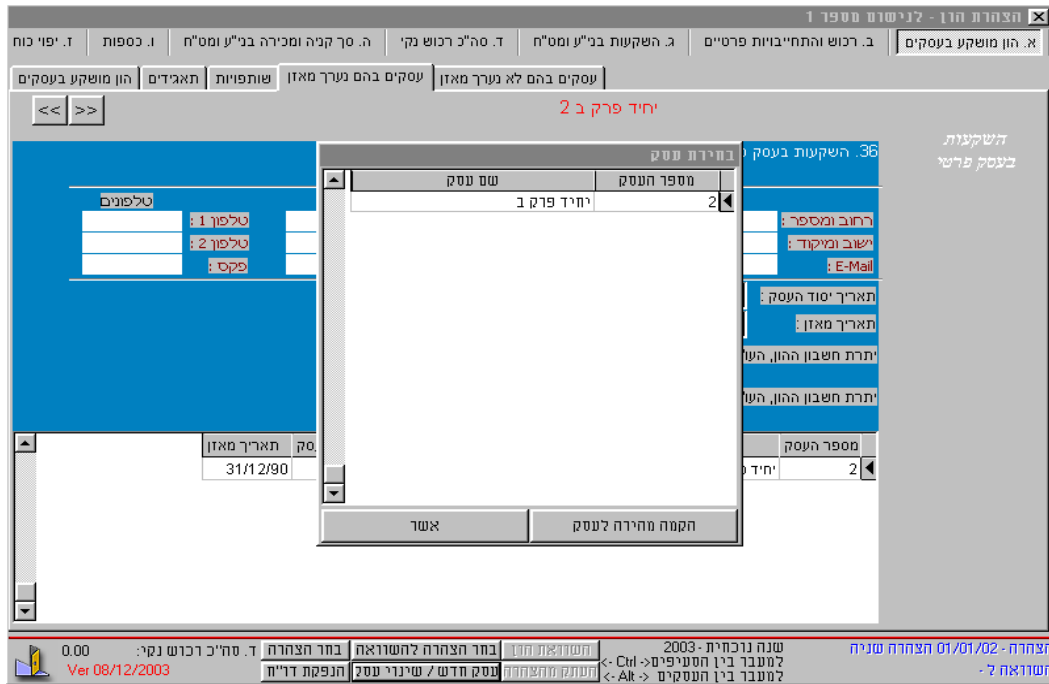 הצהרת הון - לנישום מספר 1
א. הון מושקע בעסקים
ב. רכוש והתחייבויות פרטיים
ג. השקעות בני"ע ומט"ח
ד. סה"כ רכוש נקי
ה. סך קניה ומכירה בני"ע ומט"ח
ו. כספות
ז. יפוי כוח
עסקים בהם לא נערך מאזן
עסקים בהם נערך מאזן
שותפויות
תאגידים
הון מושקע בעסקים
יחיד פרק ב 2
<< >>
השקעות
בעסק פרטי
36. השקעות בעסק
בחירת עסק
מספר העסק
שם עסק
2
יחיד פרק ב
הקמה מהירה לעסק
אשר
טלפונים
רחוב ומספר :
טלפון 1 :
ישוב ומיקוד :
טלפון 2 :
E-Mail :
פקס :
תאריך יסוד העסק :
תאריך מאזן :
יתרת חשבון ההון,
יתרת חשבון ההון,
מספר העסק
תאריך מאזן
2
יחיד
31/12/90
הצהרה - 01/01/02 הצהרה שניה
השוואה ל -
שנה נוכחית - 2003
למעבר בין הסעיפים <- Ctrl ->
למעבר בין העסקים <- Alt ->
השוואת הון
בחר הצהרה להשוואה
בחר הצהרה
ד. סה''כ רכוש נקי:
0.00
העתק מהצהרה
עסק חדש / שינוי עסק
הנפקת דו''ח
Ver 08/12/2003